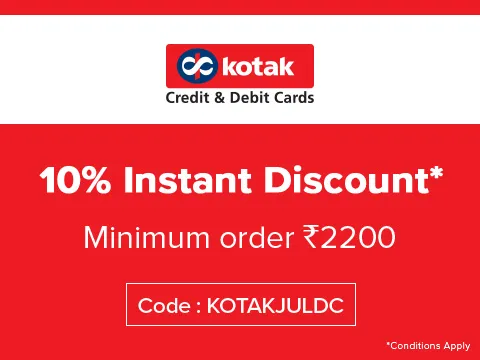 kotak
Credit & Debit Cards
10% Instant Discount*
Minimum order ₹2200
Code : KOTAKJULDC
*Conditions Apply